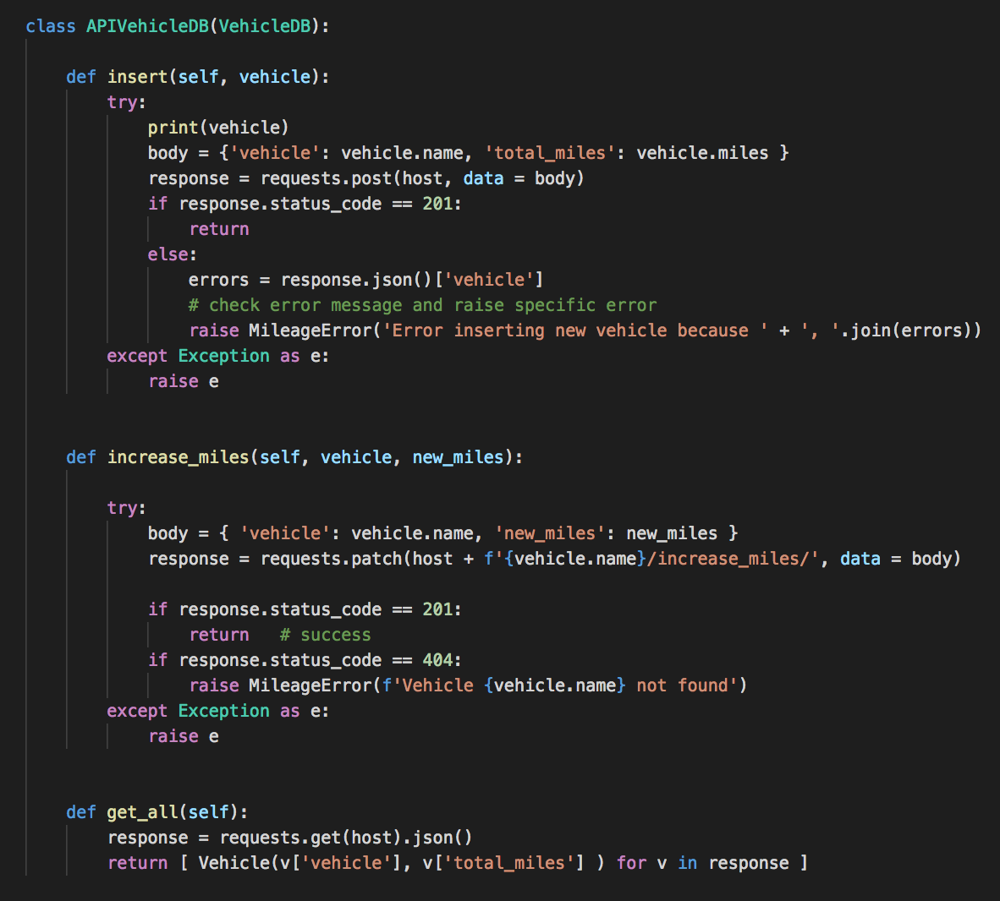 class APIVehicleDB(VehicleDB):
def insert(self, vehicle):
try:
print(vehicle)
body = {'vehicle': vehicle.name, 'total_miles': vehicle.miles }
response = requests.post(host, data = body)
if response.status_code == 201:
return
else:
errors = response.json()['vehicle']
# check error message and raise specific error
raise MileageError('Error inserting new vehicle because ' + ', '.join(errors))
except Exception as e:
raise e
def increase_miles(self, vehicle, new_miles):
try:
body = { 'vehicle': vehicle.name, 'new_miles': new_miles }
response = requests.patch(host + f'{vehicle.name}/increase_miles/', data = body)
if response.status_code == 201:
return   # success
if response.status_code == 404:
raise MileageError(f'Vehicle {vehicle.name} not found')
except Exception as e:
raise e
def get_all(self):
response = requests.get(host).json()
return [ Vehicle(v['vehicle'], v['total_miles'] ) for v in response ]